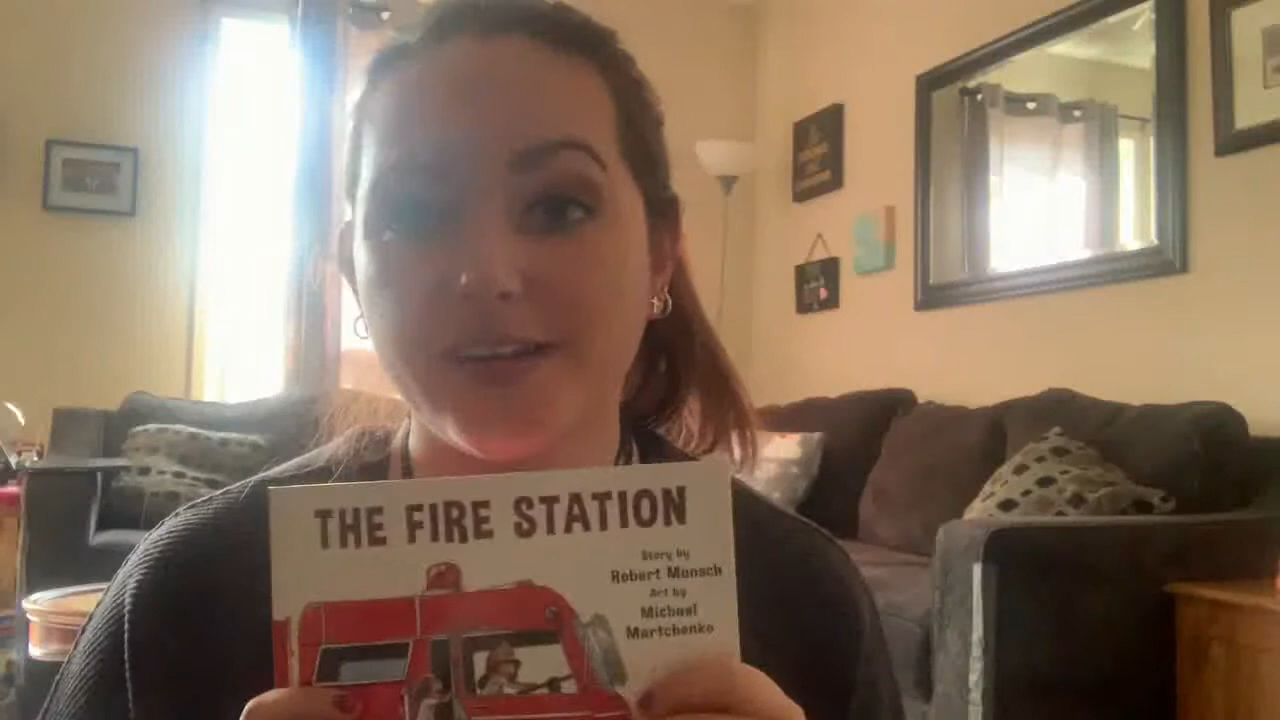 THE FIRE STATION
Story by
Robert Munsch
Art by
Michael
Martchenko